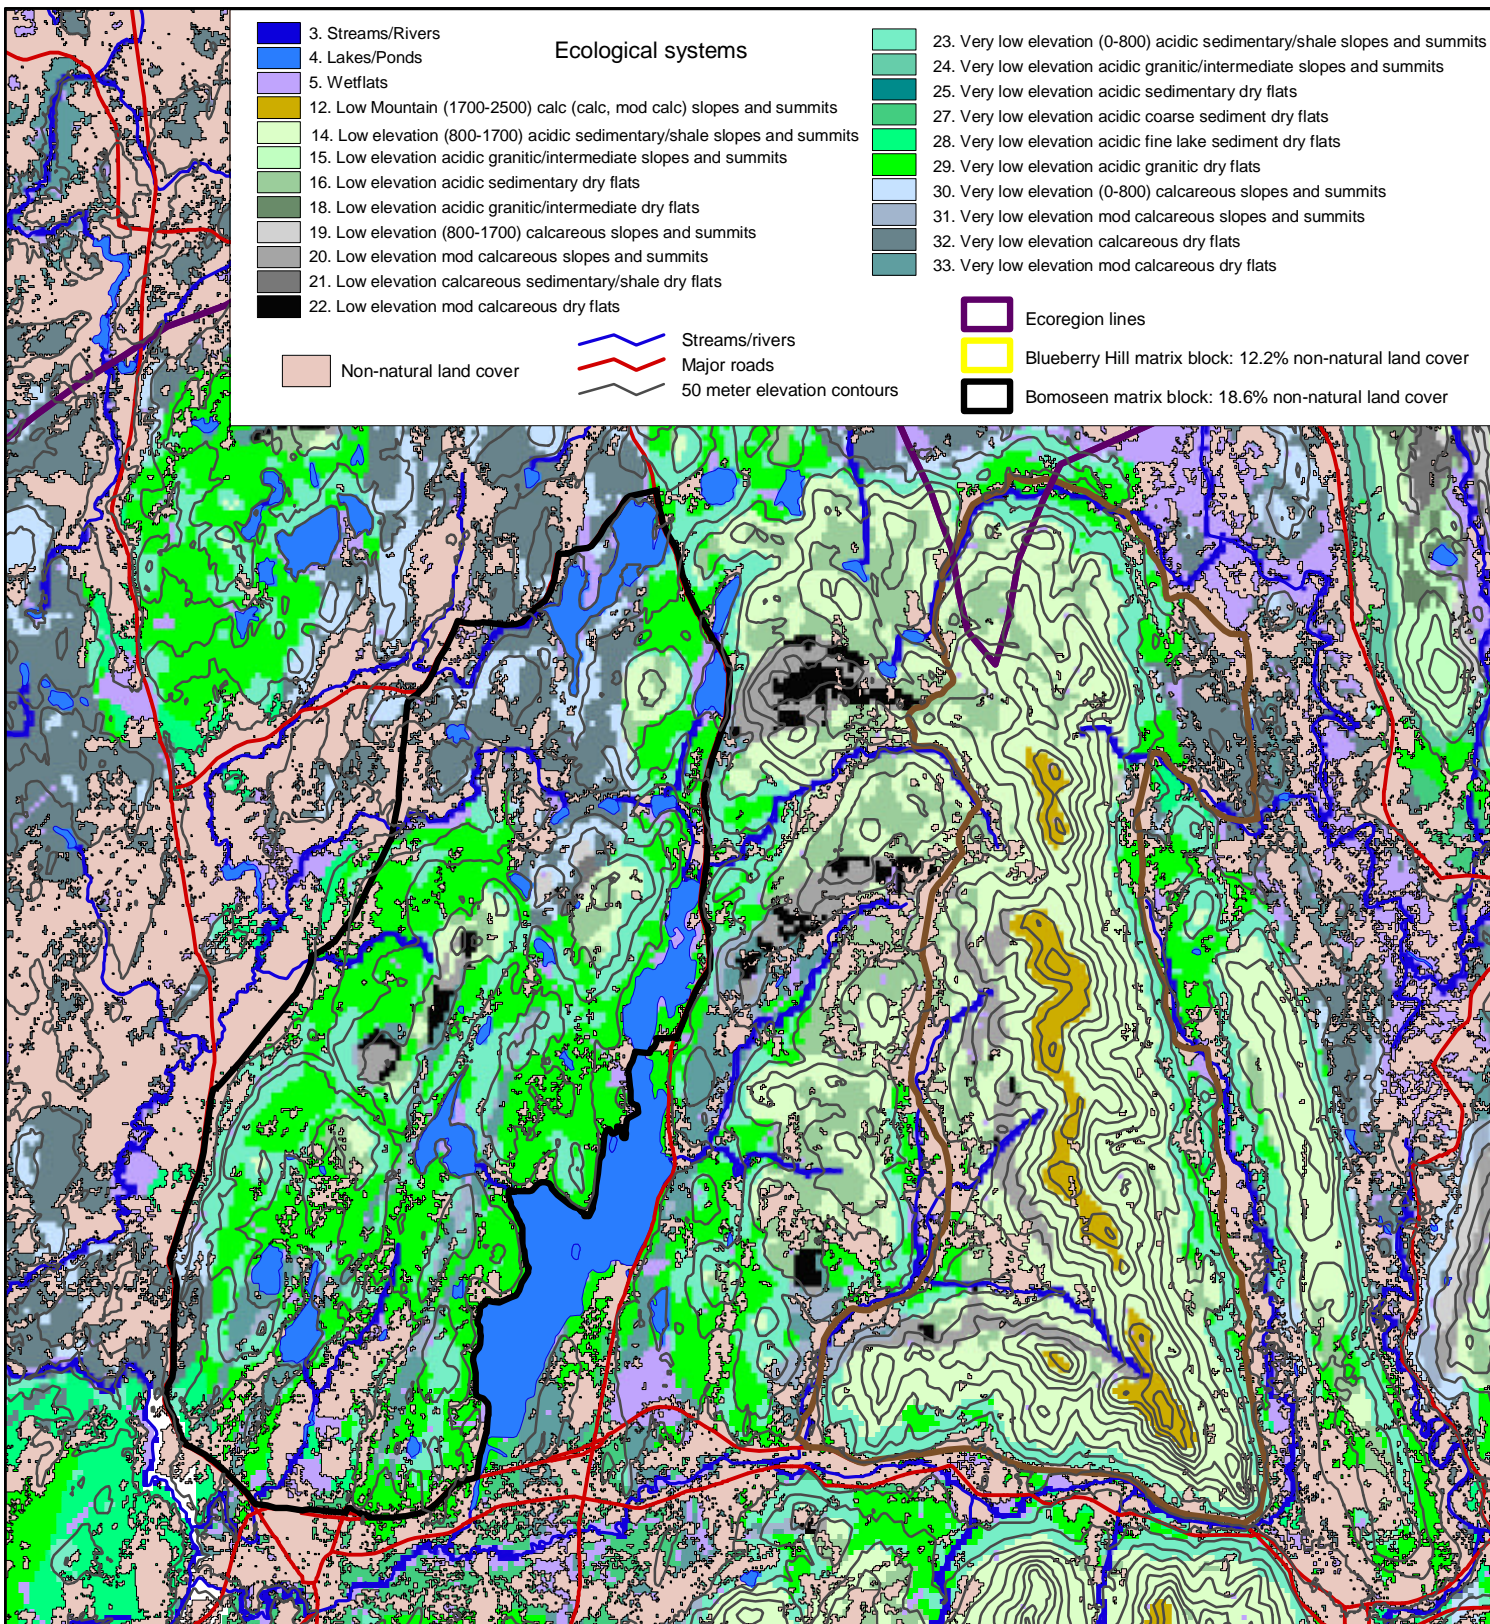 Ecological systems
3. Streams/Rivers
4. Lakes/Ponds
5. Wetflats
12. Low Mountain (1700-2500) calc (calc, mod calc) slopes and summits
14. Low elevation (800-1700) acidic sedimentary/shale slopes and summits
15. Low elevation acidic granitic/intermediate slopes and summits
16. Low elevation acidic sedimentary dry flats
18. Low elevation acidic granitic/intermediate dry flats
19. Low elevation (800-1700) calcareous slopes and summits
20. Low elevation mod calcareous slopes and summits
21. Low elevation calcareous sedimentary/shale dry flats
22. Low elevation mod calcareous dry flats
23. Very low elevation (0-800) acidic sedimentary/shale slopes and summits
24. Very low elevation acidic granitic/intermediate slopes and summits
25. Very low elevation acidic sedimentary dry flats
27. Very low elevation acidic coarse sediment dry flats
28. Very low elevation acidic fine lake sediment dry flats
29. Very low elevation acidic granitic dry flats
30. Very low elevation (0-800) calcareous slopes and summits
31. Very low elevation mod calcareous slopes and summits
32. Very low elevation calcareous dry flats
33. Very low elevation mod calcareous dry flats
Non-natural land cover
Streams/rivers
Major roads
50 meter elevation contours
Ecoregion lines
Blueberry Hill matrix block: 12.2% non-natural land cover
Bomoseen matrix block: 18.6% non-natural land cover